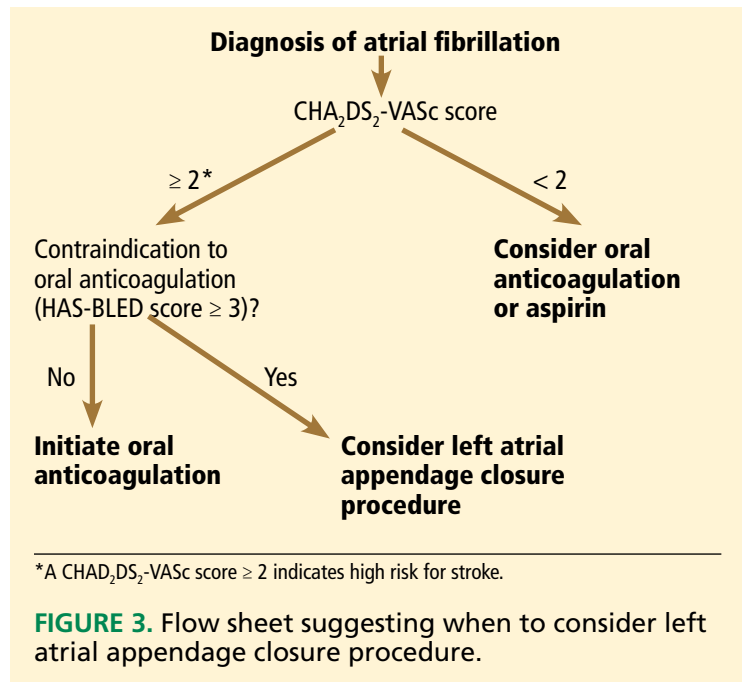 Diagnosis of atrial fibrillation
CHA₂DS₂-VASc score
≥ 2*
< 2
Contraindication to
oral anticoagulation
(HAS-BLED score ≥ 3)?
Consider oral
anticoagulation
or aspirin
No
Yes
Initiate oral
anticoagulation
Consider left atrial
appendage closure
procedure
*A CHAD₂DS₂-VASc score ≥ 2 indicates high risk for stroke.
FIGURE 3. Flow sheet suggesting when to consider left
atrial appendage closure procedure.